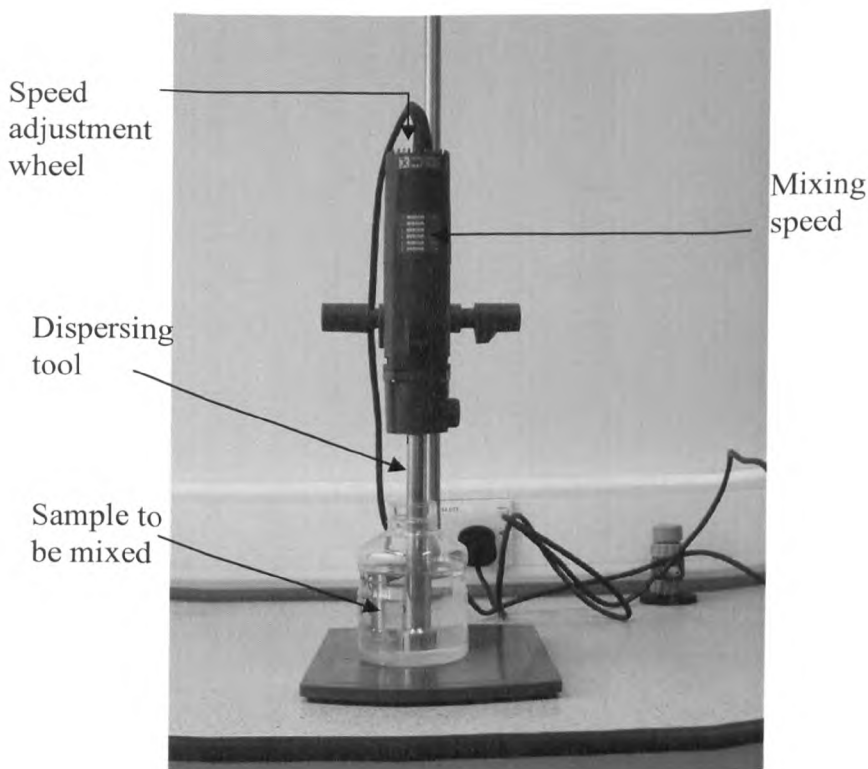 Speed
adjustment
wheel
Mixing
speed
Dispersing
tool
Sample to
be mixed